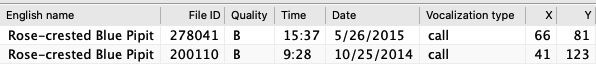 English name File ID Quality Time Date Vocalization type X Y
Rose-crested Blue Pipit 278041 B 15:37 5/26/2015 call 66 81
Rose-crested Blue Pipit 200110 B 9:28 10/25/2014 call 41 123